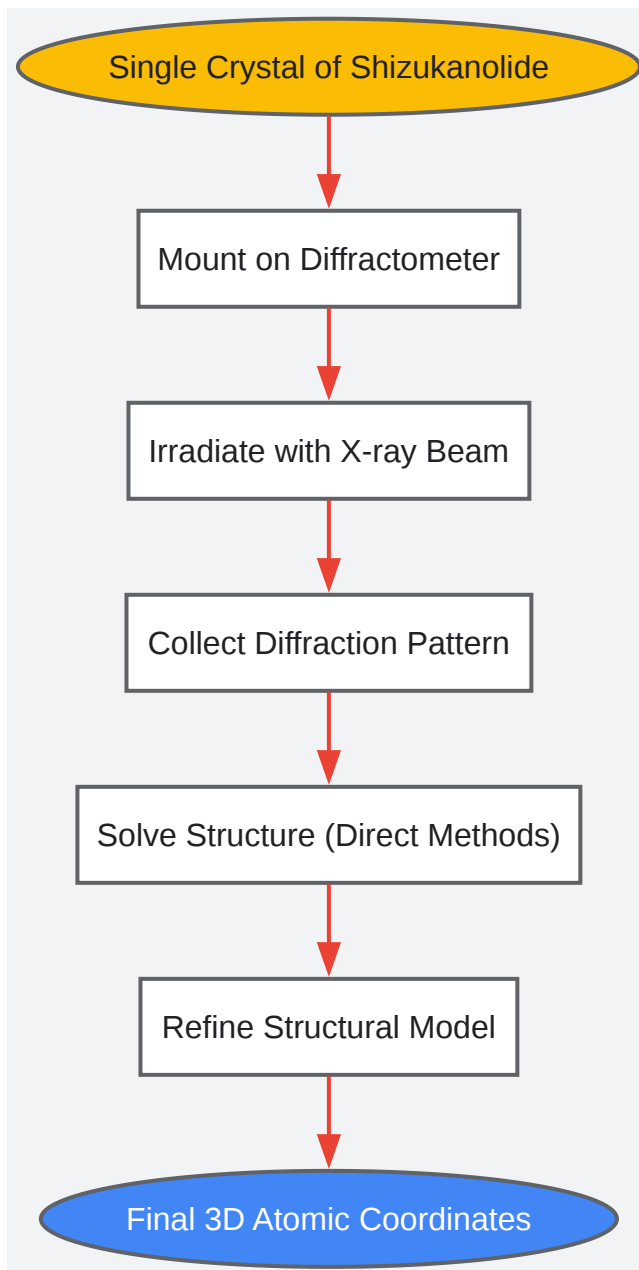 Single Crystal of Shizukanolide
Mount on Diffractometer
Irradiate with X-ray Beam
Collect Diffraction Pattern
Solve Structure (Direct Methods)
Refine Structural Model
Final 3D Atomic Coordinates